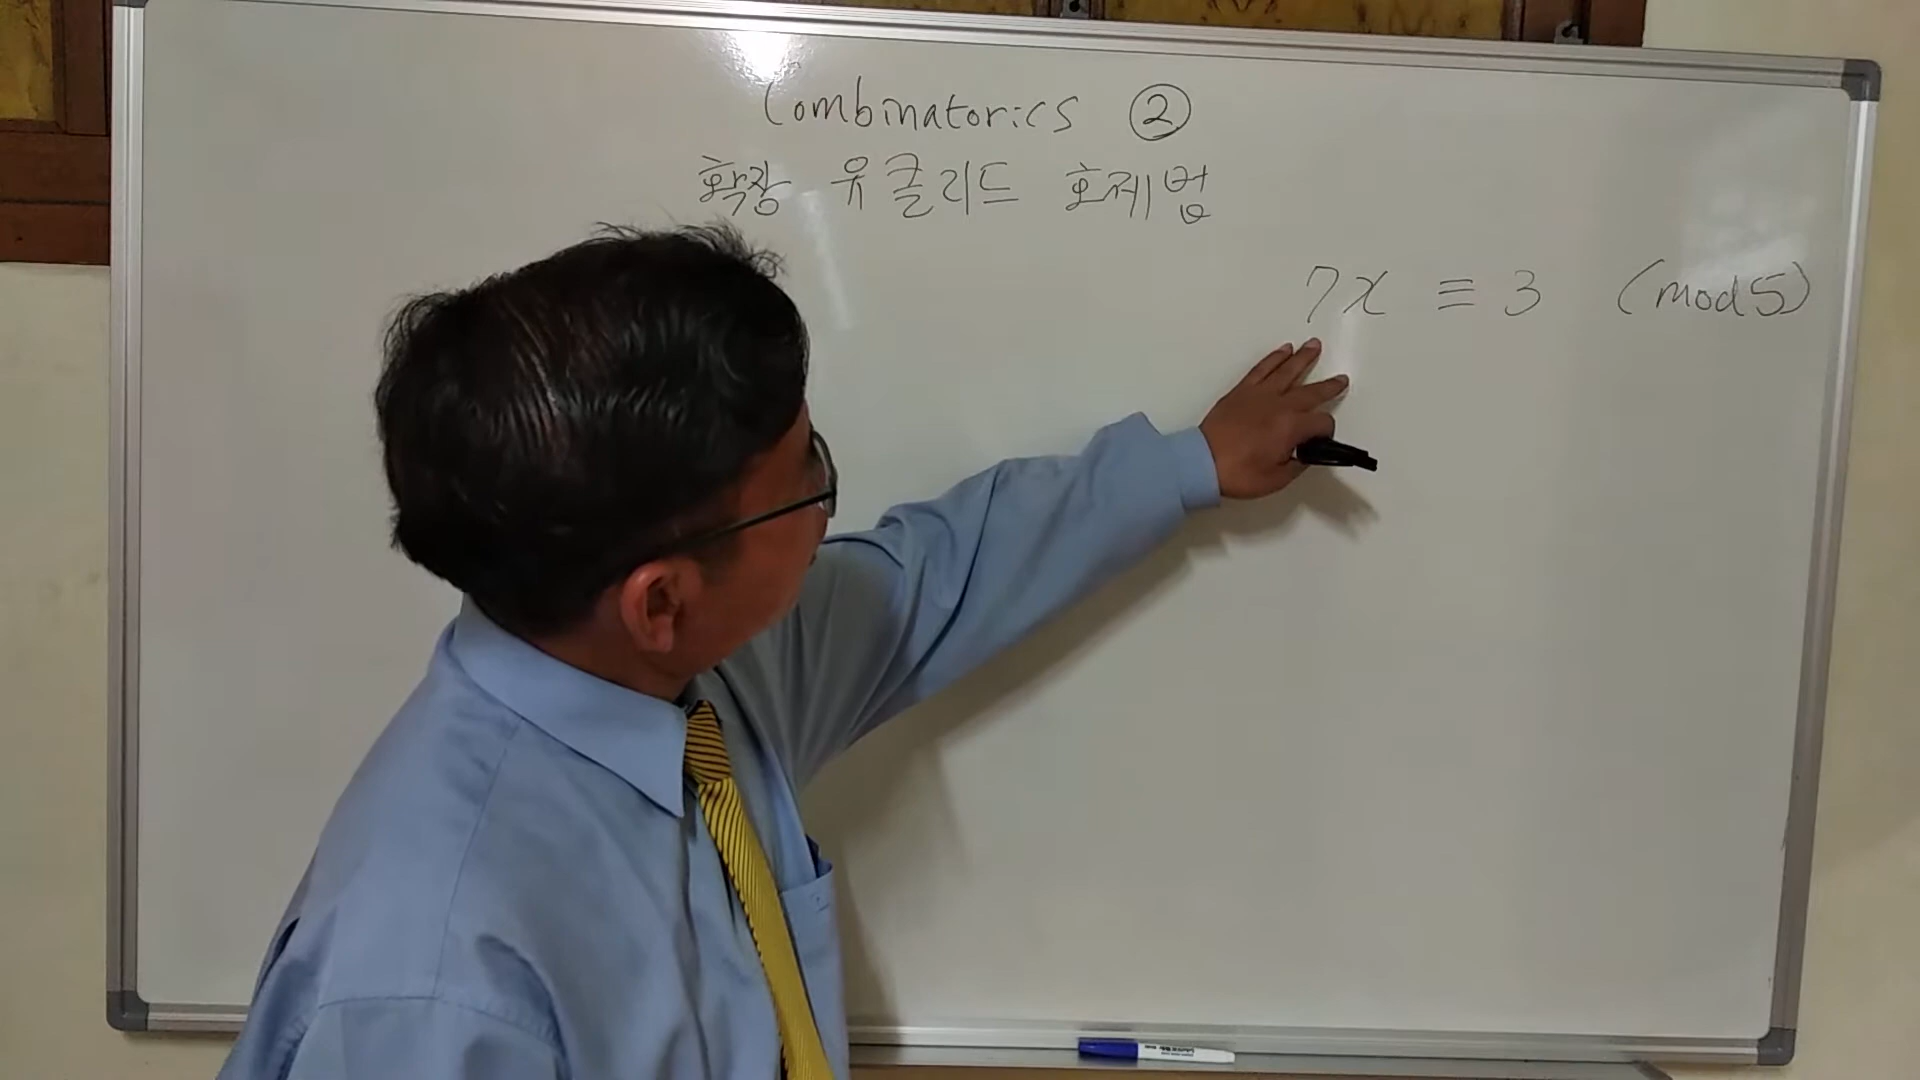 Combinatorics ②
확장 유클리드 호제법
7x ≡ 3 (mod 5)